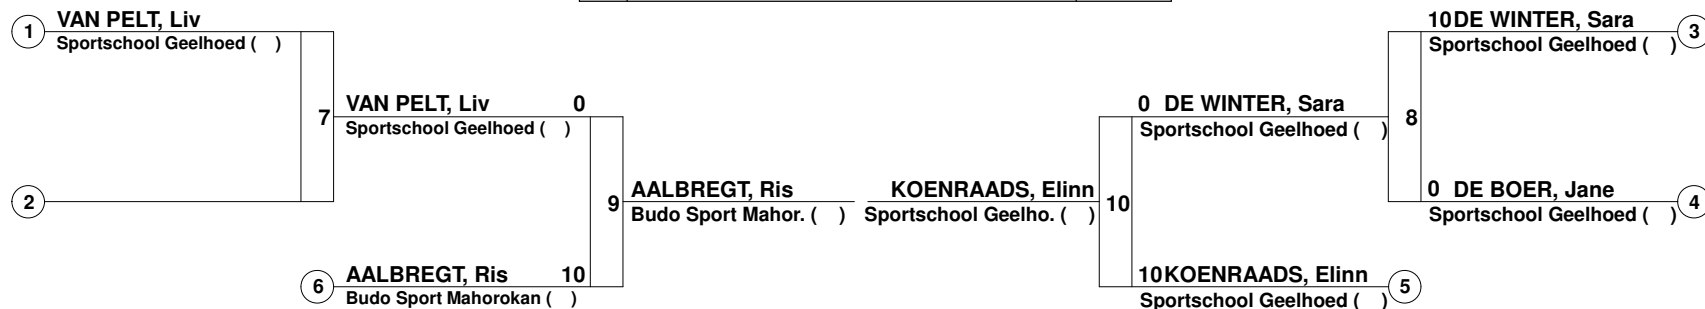 1 VAN PELT, Liv
Sportschool Geelhoed ( )
10 DE WINTER, Sara 3
Sportschool Geelhoed ( )
7 VAN PELT, Liv 0
Sportschool Geelhoed ( )
0 DE WINTER, Sara 8
Sportschool Geelhoed ( )
2
9 AALBREGT, Ris
Budo Sport Mahor. ( )
KOENRAADS, Elinn 10
Sportschool Geelho. ( )
0 DE BOER, Jane 4
Sportschool Geelhoed ( )
6 AALBREGT, Ris 10
Budo Sport Mahorokan ( )
10 KOENRAADS, Elinn 5
Sportschool Geelhoed ( )